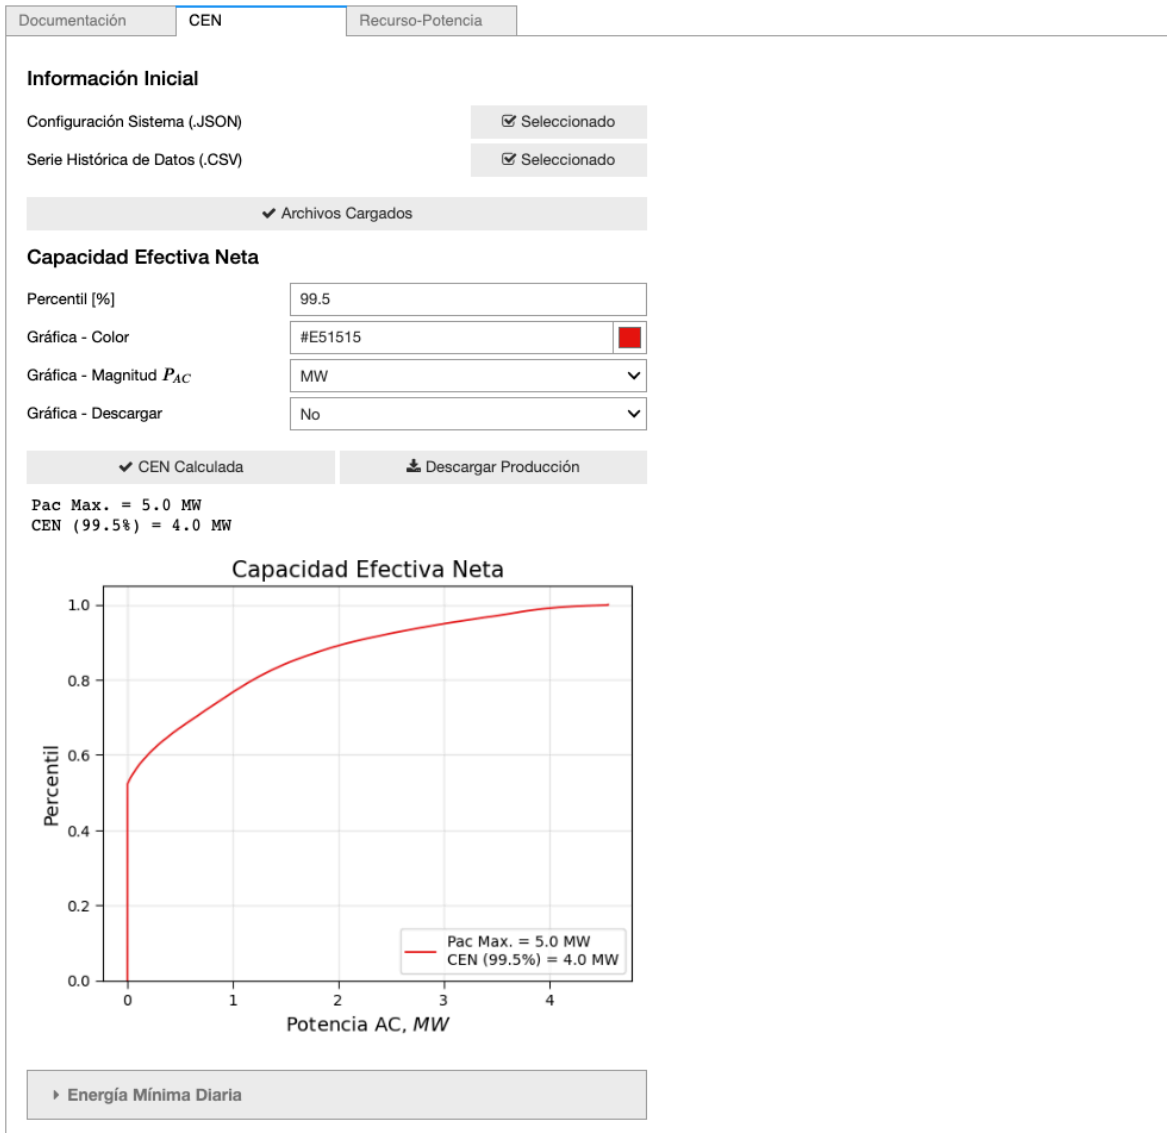 Documentación CEN Recurso-Potencia
Información Inicial
Configuración Sistema (.JSON) Seleccionado
Serie Histórica de Datos (.CSV) Seleccionado
Archivos Cargados
Capacidad Efectiva Neta
Percentil [%] 99.5
Gráfica - Color #E51515
Gráfica - Magnitud P_AC MW
Gráfica - Descargar No
CEN Calculada Descargar Producción
Pac Max. = 5.0 MW
CEN (99.5%) = 4.0 MW
Capacidad Efectiva Neta
1.0
0.8
0.6
0.4
0.2
0.0
Percentil
Pac Max. = 5.0 MW
CEN (99.5%) = 4.0 MW
0 1 2 3 4
Potencia AC, MW
Energía Mínima Diaria